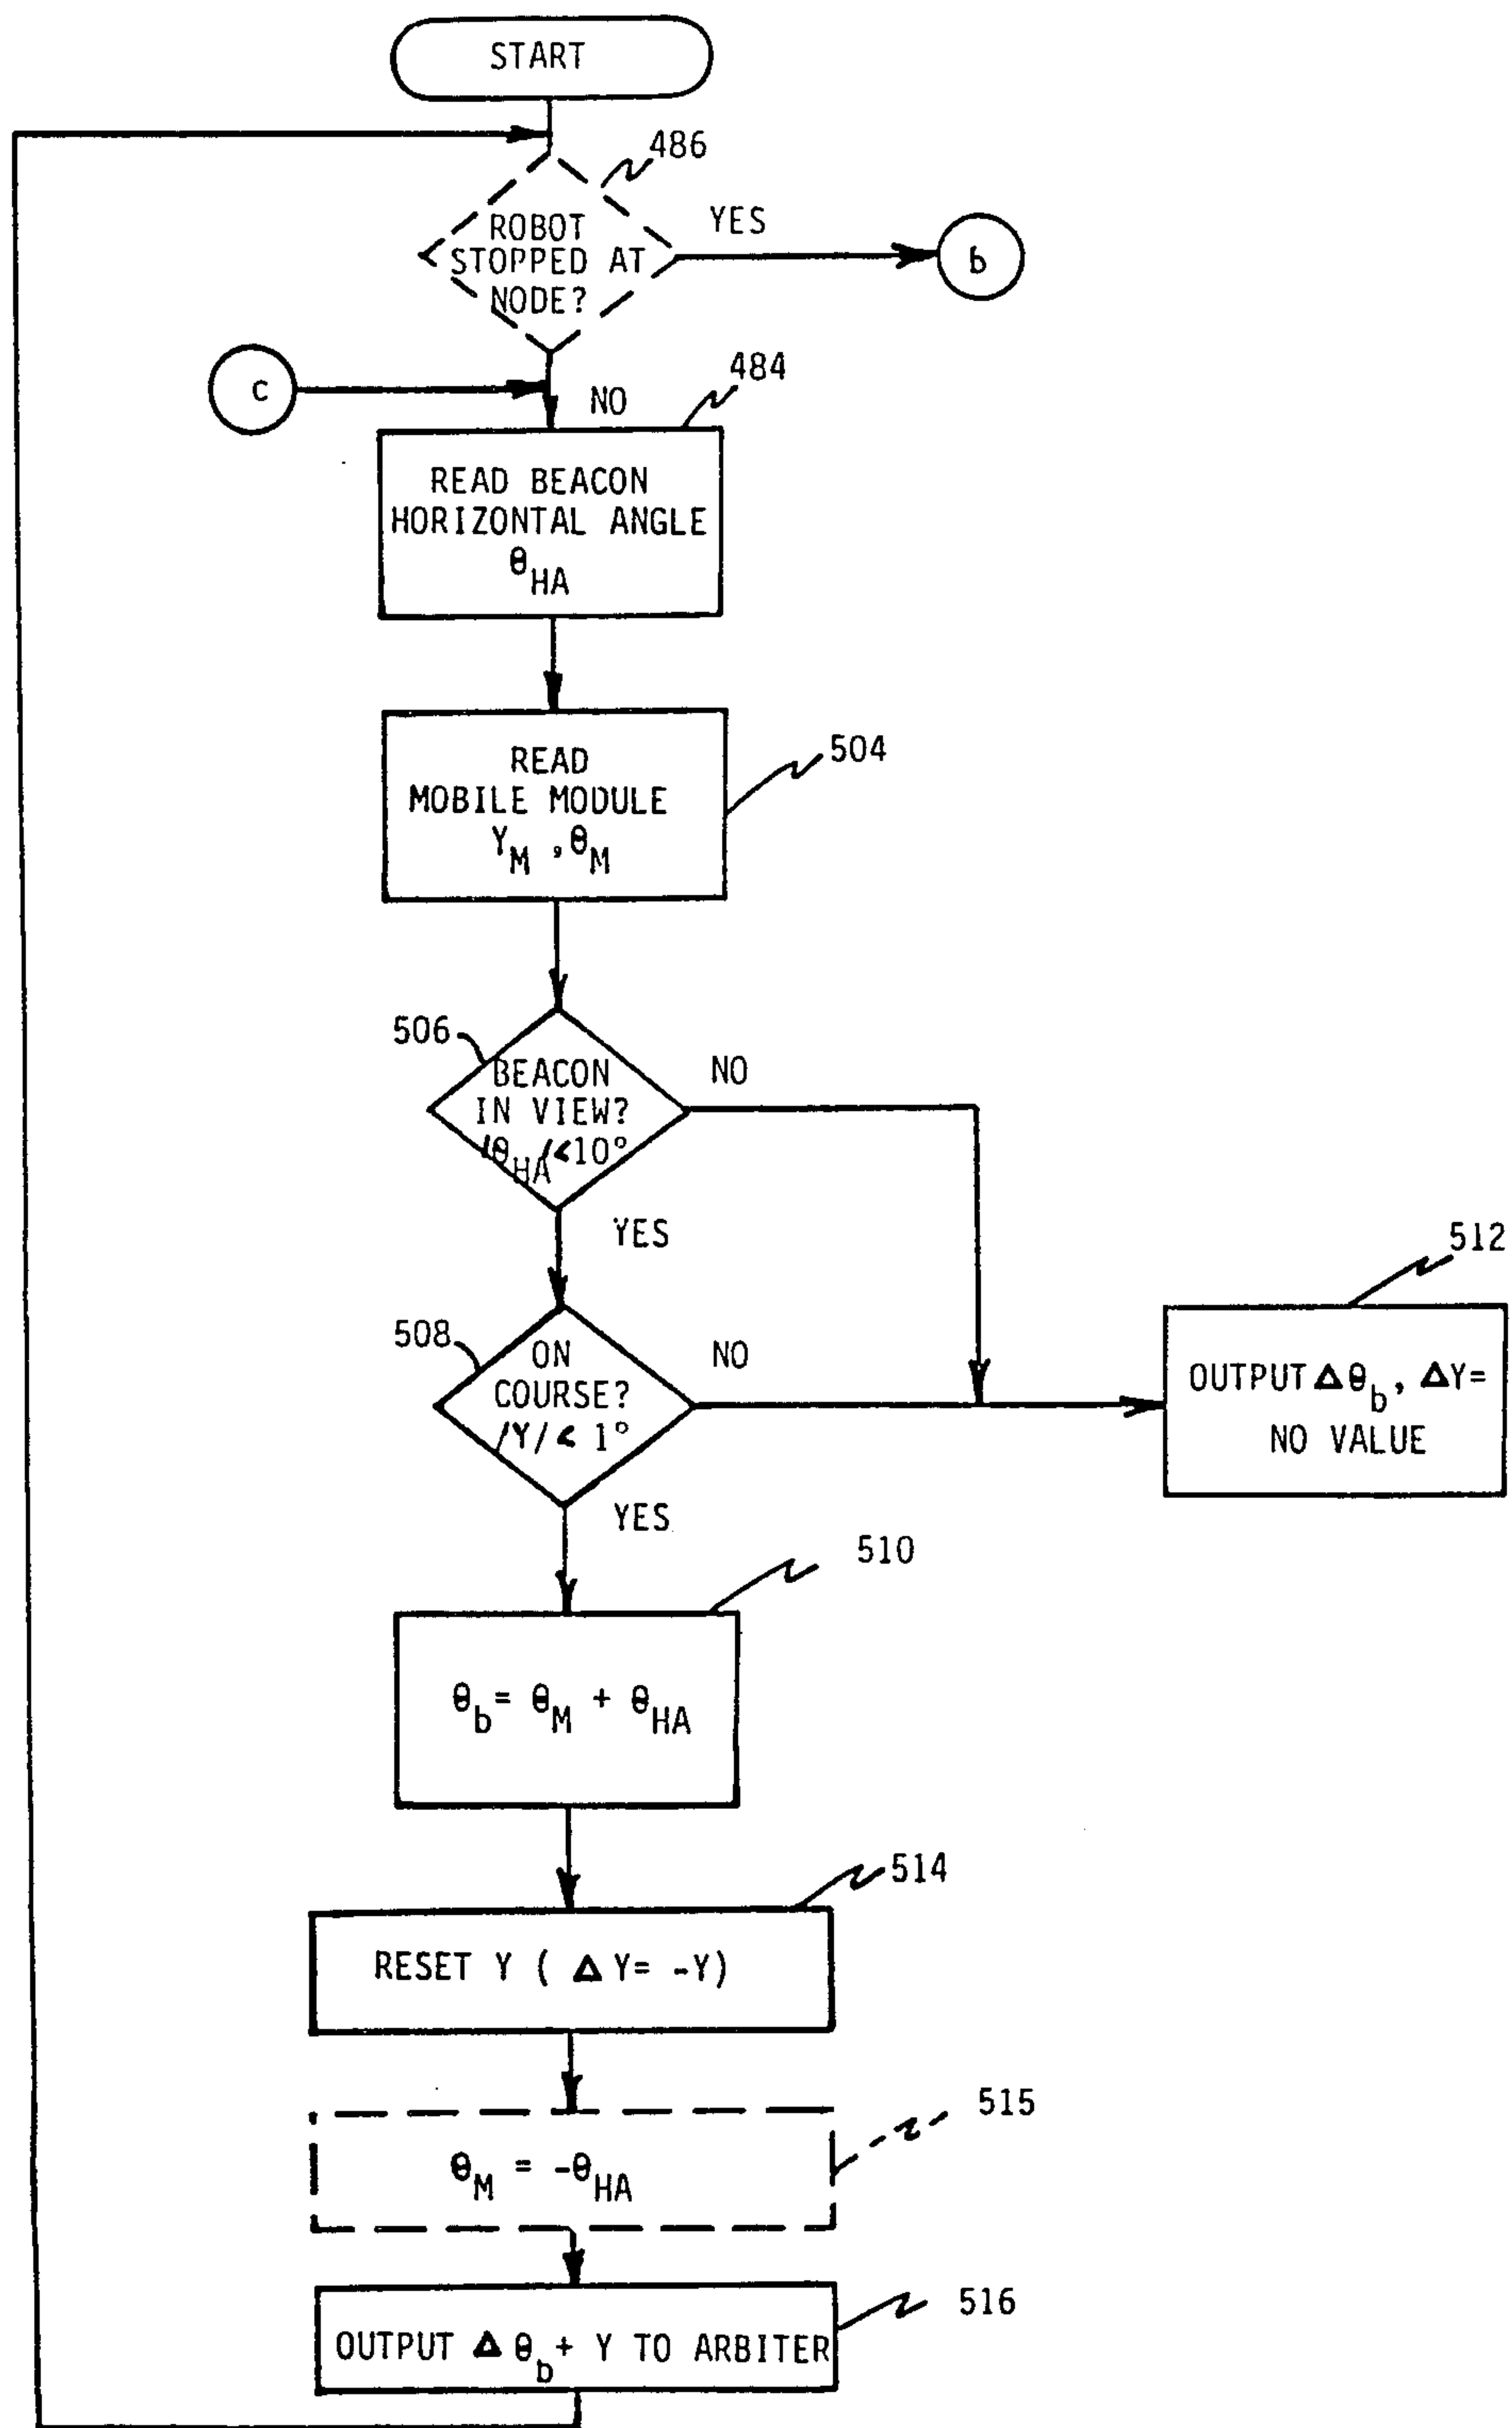 START
486
ROBOT
STOPPED AT
NODE?
YES
b
c
NO
484
READ BEACON
HORIZONTAL ANGLE
θHA
READ
MOBILE MODULE
YM ,θM
504
506
BEACON
IN VIEW?
/θHA/<10°
NO
YES
508
ON
COURSE?
/Y/< 1°
NO
YES
512
OUTPUT Δθb, ΔY=
NO VALUE
510
θb= θM + θHA
514
RESET Y ( ΔY= -Y)
515
θM = -θHA
516
OUTPUT Δθb+ Y TO ARBITER